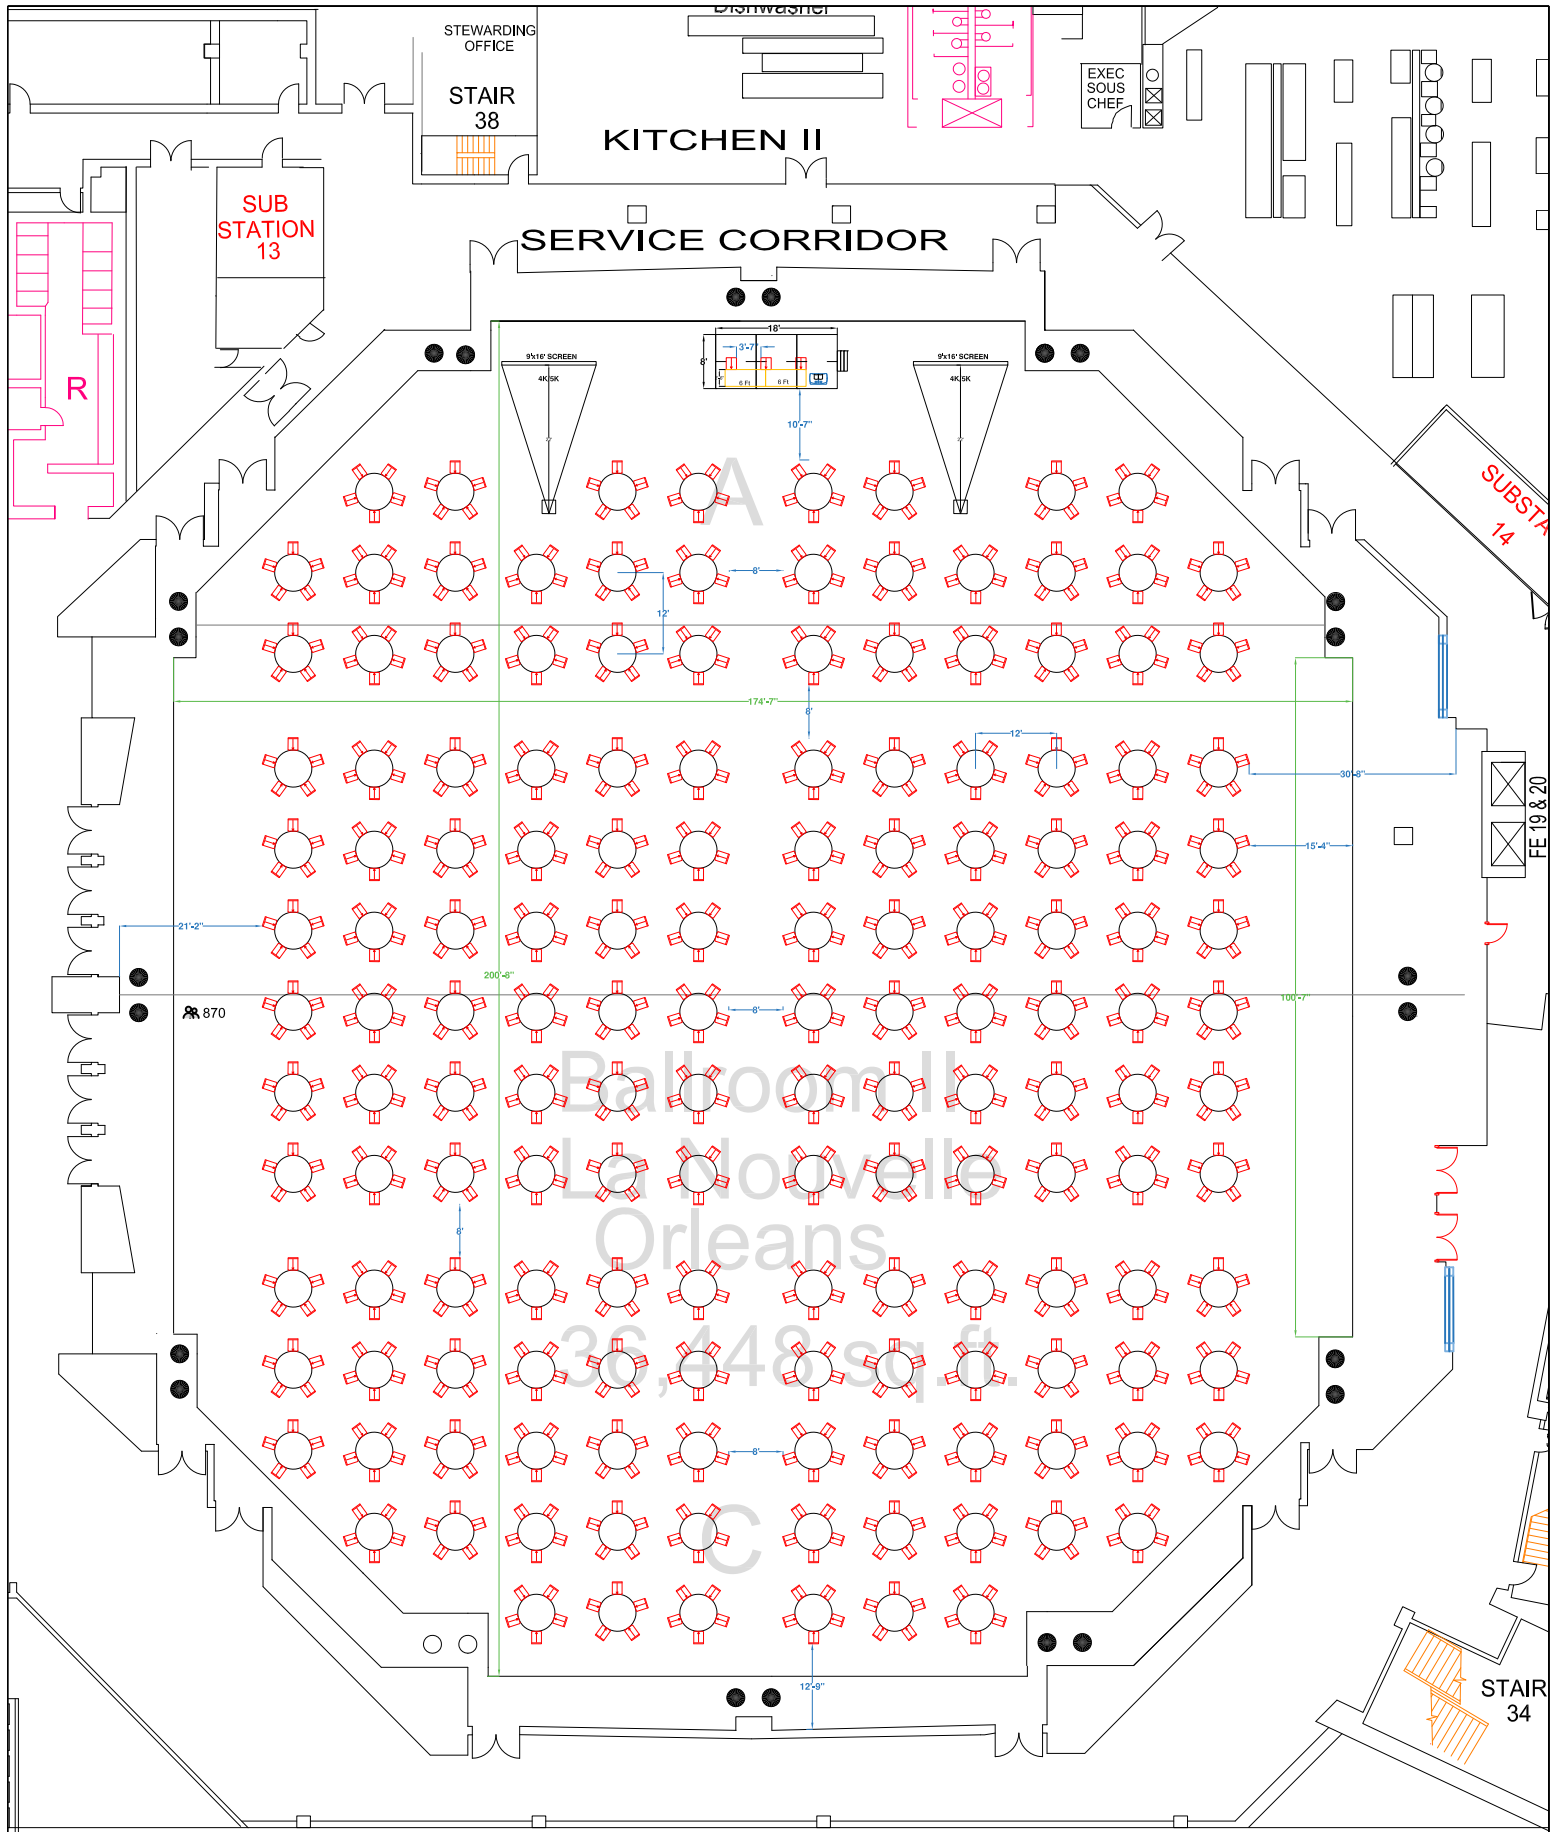 Dishwasher
STEWARDING
OFFICE
STAIR
38
EXEC
SOUS
CHEF
KITCHEN II
SUB
STATION
13
SERVICE CORRIDOR
R
18'
9'x16' SCREEN
4K/5K
8'
3'-7"
6 Ft
6 Ft
9'x16' SCREEN
4K/5K
10'-7"
A
SUBSTA
14
8'
12'
174'-7"
8'
12'
30'-8"
FE 19 & 20
15'-4"
21'-2"
200'-8"
100'-7"
870
8'
Ballroom II
La Nouvelle
Orleans
36,448 sq.ft.
8'
8'
C
12'-9"
STAIR
34